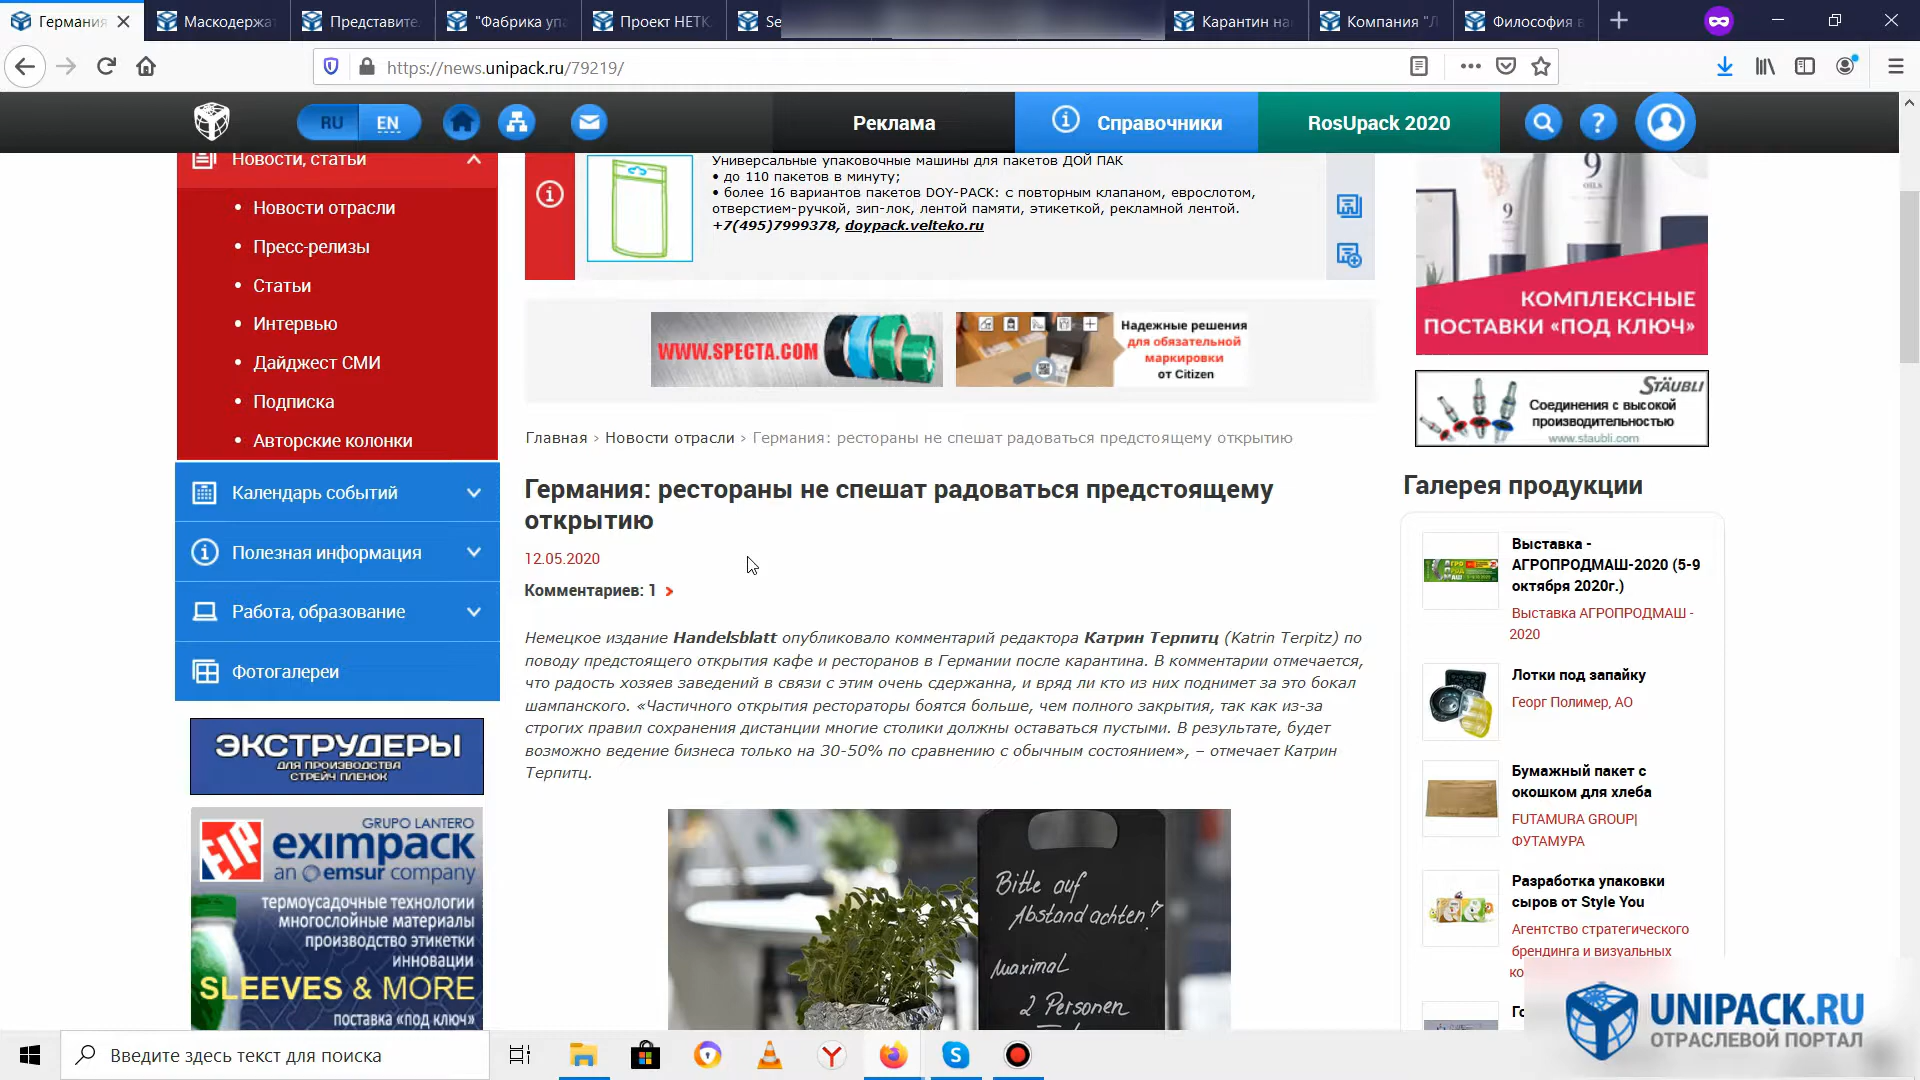 Германия
Маскодержат
Представите
"Фабрика упа
Проект НЕТК
Se
Карантин на
Компания "Л
Философия в
https://news.unipack.ru/79219/
RU
EN
Реклама
Справочники
RosUpack 2020
Новости, статьи
• Новости отрасли
• Пресс-релизы
• Статьи
• Интервью
• Дайджест СМИ
• Подписка
• Авторские колонки
Календарь событий
Полезная информация
Работа, образование
Фотогалереи
ЭКСТРУДЕРЫ
ДЛЯ ПРОИЗВОДСТВА
СТРЕЙЧ ПЛЕНОК
GRUPO LANTERO
eximpack
an emsur company
термоусадочные технологии
многослойные материалы
производство этикетки
инновации
SLEEVES & MORE
поставка «под ключ»
Универсальные упаковочные машины для пакетов ДОЙ ПАК
• до 110 пакетов в минуту;
• более 16 вариантов пакетов DOY-PACK: с повторным клапаном, еврослотом,
отверстием-ручкой, зип-лок, лентой памяти, этикеткой, рекламной лентой.
+7(495)7999378, doypack.velteko.ru
WWW.SPECTA.COM
Надежные решения
для обязательной
маркировки
от Citizen
Главная › Новости отрасли › Германия: рестораны не спешат радоваться предстоящему открытию
Германия: рестораны не спешат радоваться предстоящему
открытию
12.05.2020
Комментариев: 1
Немецкое издание Handelsblatt опубликовало комментарий редактора Катрин Терпитц (Katrin Terpitz) по
поводу предстоящего открытия кафе и ресторанов в Германии после карантина. В комментарии отмечается,
что радость хозяев заведений в связи с этим очень сдержанна, и вряд ли кто из них поднимет за это бокал
шампанского. «Частичного открытия рестораторы боятся больше, чем полного закрытия, так как из-за
строгих правил сохранения дистанции многие столики должны оставаться пустыми. В результате, будет
возможно ведение бизнеса только на 30-50% по сравнению с обычным состоянием», – отмечает Катрин
Терпитц.
Bitte auf
Abstand achten!
Maximal
2 Personen
9
OILS
9
КОМПЛЕКСНЫЕ
ПОСТАВКИ «ПОД КЛЮЧ»
STÄUBLI
Соединения с высокой
производительностью
www.staubli.com
Галерея продукции
Выставка -
АГРОПРОДМАШ-2020 (5-9
октября 2020г.)
Выставка АГРОПРОДМАШ -
2020
Лотки под запайку
Георг Полимер, АО
Бумажный пакет с
окошком для хлеба
FUTAMURA GROUP|
ФУТАМУРА
Разработка упаковки
сыров от Style You
Агентство стратегического
брендинга и визуальных
ко
Го
UNIPACK.RU
ОТРАСЛЕВОЙ ПОРТАЛ
Введите здесь текст для поиска